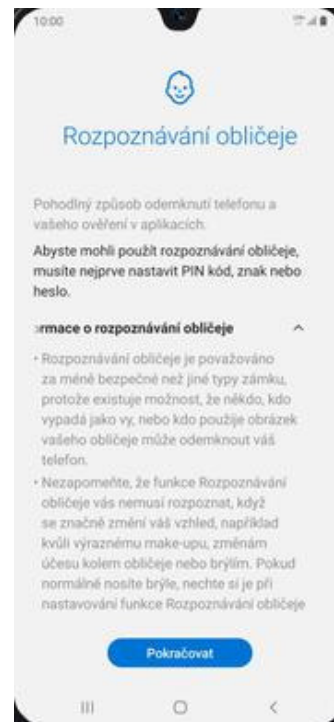 10:00
Rozpoznávání obličeje
Pohodlný způsob odemknutí telefonu a
vašeho ověření v aplikacích.
Abyste mohli použít rozpoznávání obličeje,
musíte nejprve nastavit PIN kód, znak nebo
heslo.
ormace o rozpoznávání obličeje
• Rozpoznávání obličeje je považováno
za méně bezpečné než jiné typy zámku,
protože existuje možnost, že někdo, kdo
vypadá jako vy, nebo kdo použije obrázek
vašeho obličeje může odemknout váš
telefon.
• Nezapomeňte, že funkce Rozpoznávání
obličeje vás nemusí rozpoznat, když
se značně změní váš vzhled, například
kvůli výraznému make-upu, změnám
účesu kolem obličeje nebo brýlím. Pokud
normálně nosíte brýle, nechte si je při
nastavování funkce Rozpoznávání obličeje
Pokračovat